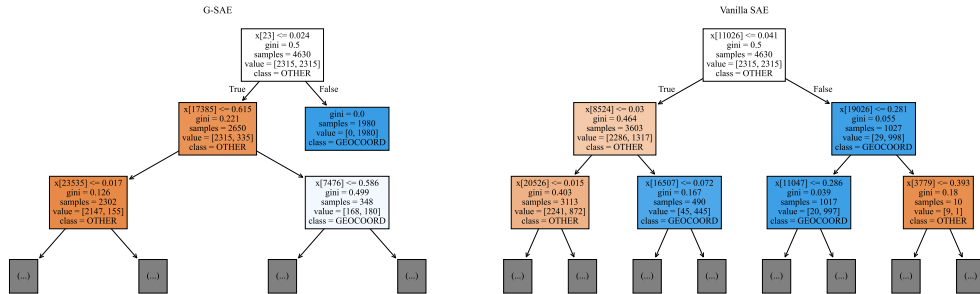 G-SAE
x[23] <= 0.024
gini = 0.5
samples = 4630
value = [2315, 2315]
class = OTHER
True
False
x[17385] <= 0.615
gini = 0.221
samples = 2650
value = [2315, 335]
class = OTHER
gini = 0.0
samples = 1980
value = [0, 1980]
class = GEOCOORD
x[23535] <= 0.017
gini = 0.126
samples = 2302
value = [2147, 155]
class = OTHER
x[7476] <= 0.586
gini = 0.499
samples = 348
value = [168, 180]
class = GEOCOORD
(...)
(...)
(...)
(...)
Vanilla SAE
x[11026] <= 0.041
gini = 0.5
samples = 4630
value = [2315, 2315]
class = OTHER
True
False
x[8524] <= 0.03
gini = 0.464
samples = 3603
value = [2286, 1317]
class = OTHER
x[19026] <= 0.281
gini = 0.055
samples = 1027
value = [29, 998]
class = GEOCOORD
x[20526] <= 0.015
gini = 0.403
samples = 3113
value = [2241, 872]
class = OTHER
x[16507] <= 0.072
gini = 0.167
samples = 490
value = [45, 445]
class = GEOCOORD
x[11047] <= 0.286
gini = 0.039
samples = 1017
value = [20, 997]
class = GEOCOORD
x[3779] <= 0.393
gini = 0.18
samples = 10
value = [9, 1]
class = OTHER
(...)
(...)
(...)
(...)
(...)
(...)
(...)
(...)